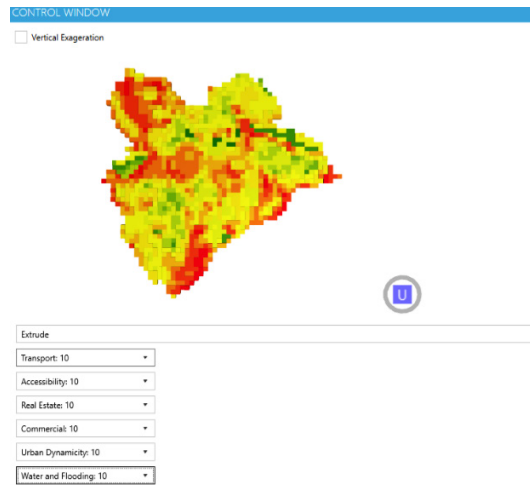 CONTROL WINDOW
Vertical Exageration
U
Extrude
Transport: 10
Accessibility: 10
Real Estate: 10
Commercial: 10
Urban Dynamicity: 10
Water and Flooding: 10